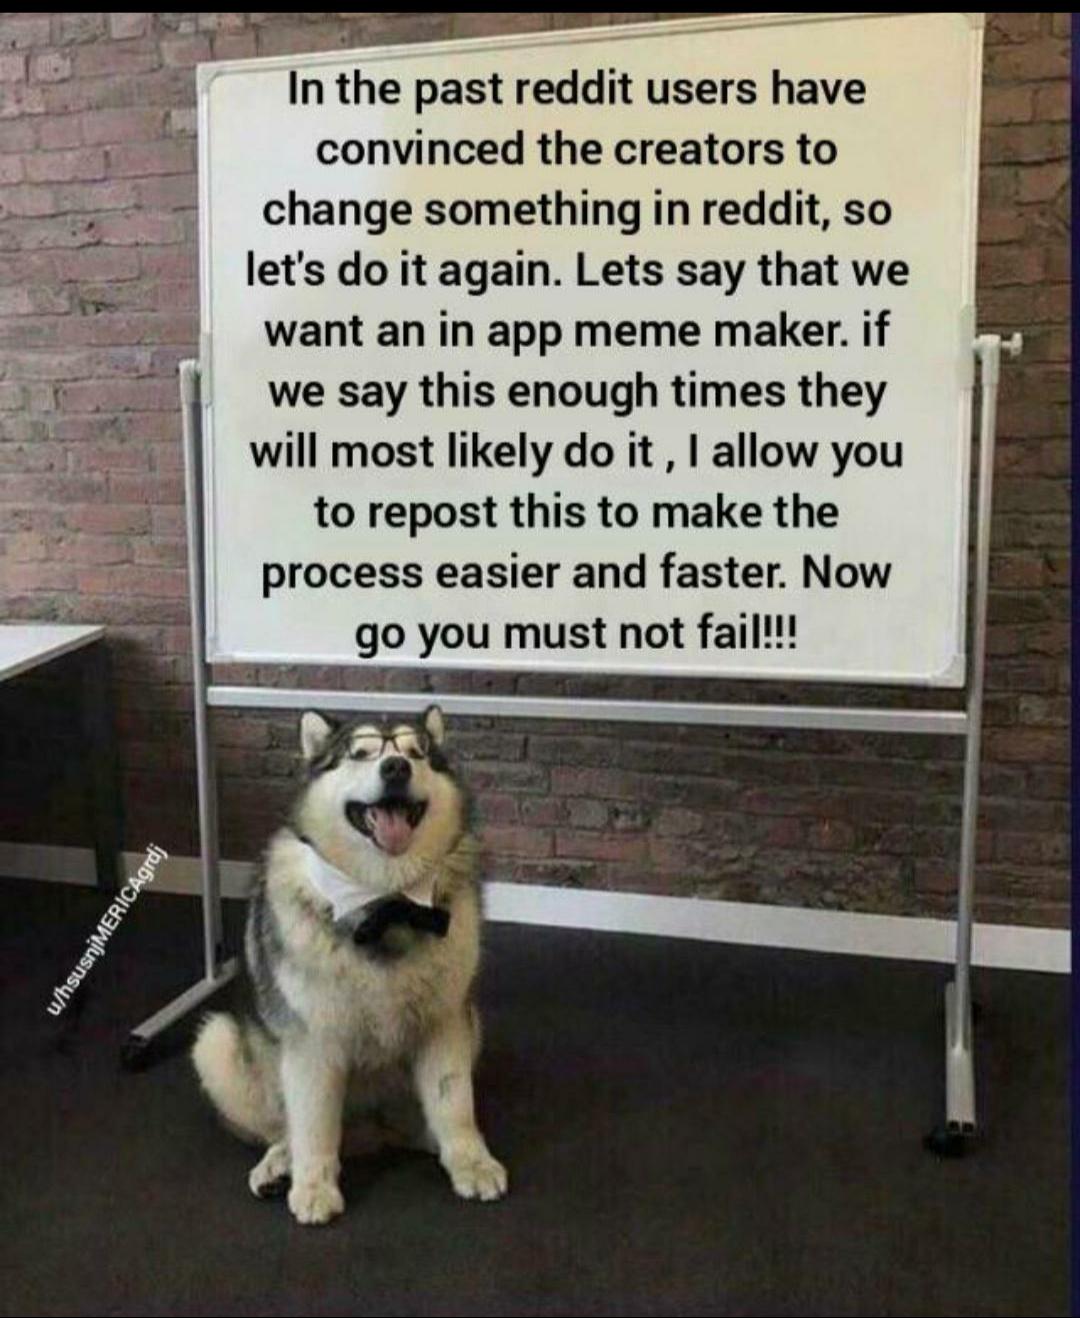 In the past reddit users have
convinced the creators to
change something in reddit, so
let's do it again. Lets say that we
want an in app meme maker. if
we say this enough times they
will most likely do it , I allow you
to repost this to make the
process easier and faster. Now
go you must not fail!!!
u/hsusnjMERICAgrdj